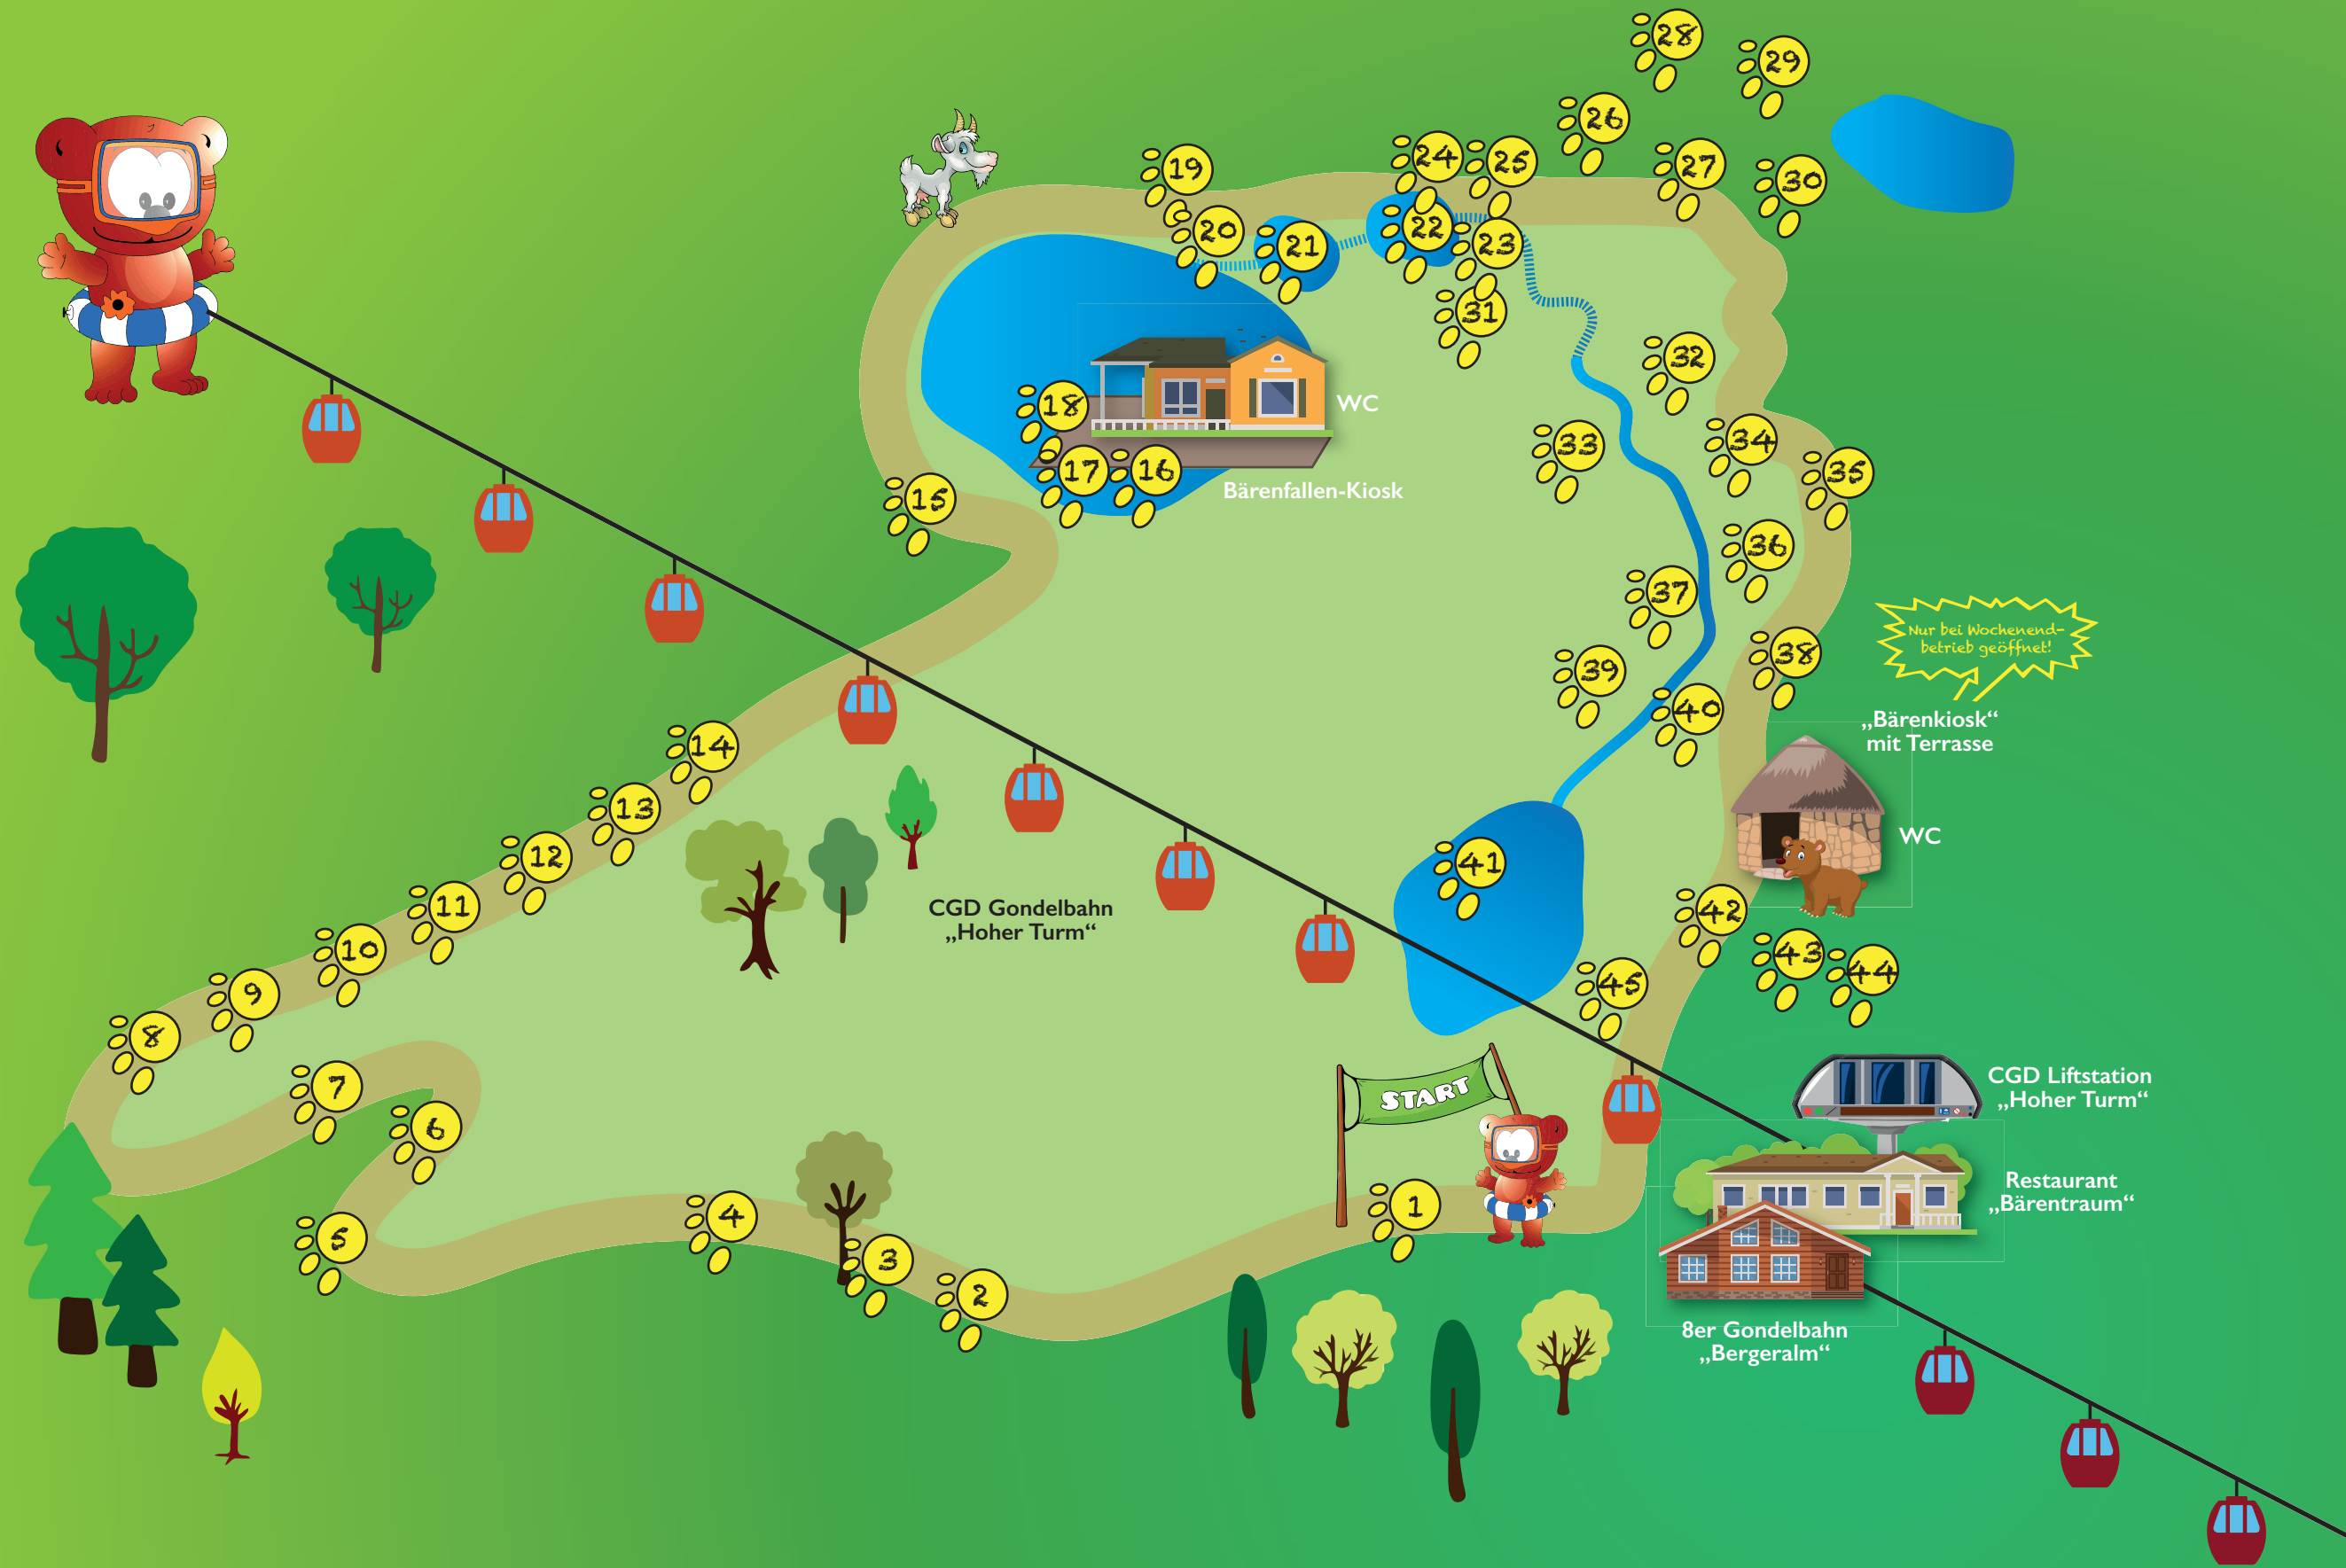 28
29
26
27
30
24
25
19
20
21
22
23
31
32
18
WC
17
16
Bärenfallen-Kiosk
33
34
35
15
36
37
Nur bei Wochenend-
betrieb geöffnet!
38
39
40
„Bärenkiosk“
mit Terrasse
WC
14
13
12
11
10
9
8
CGD Gondelbahn
„Hoher Turm“
41
42
43
44
45
7
6
5
4
3
2
START
1
CGD Liftstation
„Hoher Turm“
Restaurant
„Bärentraum“
8er Gondelbahn
„Bergeralm“